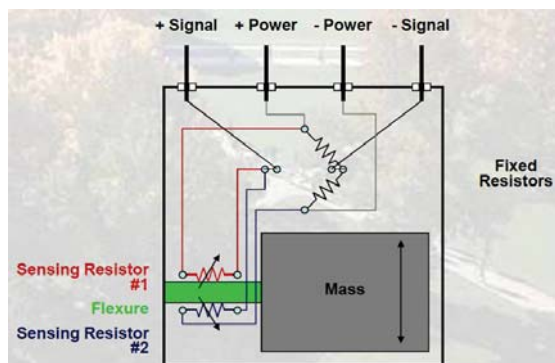 + Signal + Power - Power - Signal
Fixed
Resistors
Sensing Resistor
#1
Flexure
Sensing Resistor
#2
Mass